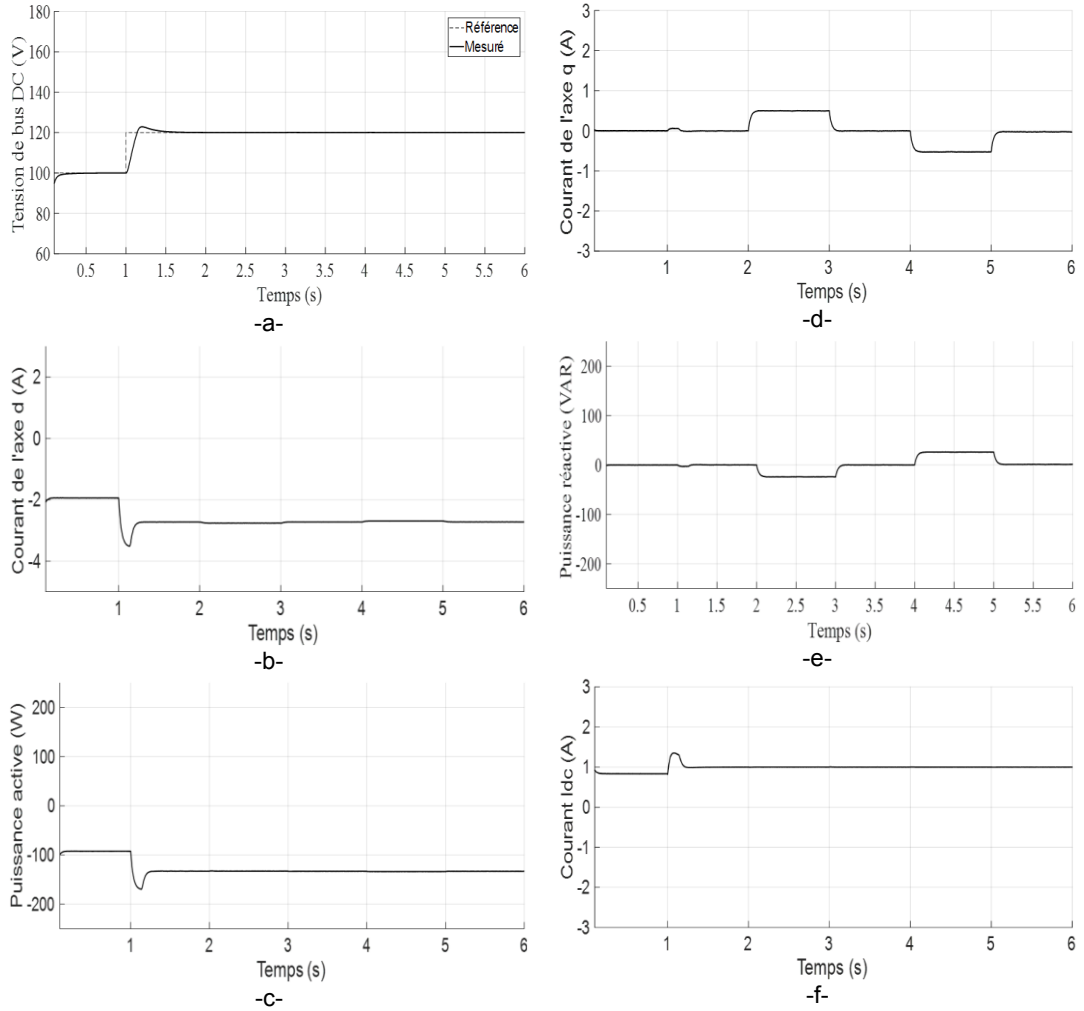 Tension de bus DC (V)
180
160
140
120
100
80
60
Référence
Mesuré
0.5 1 1.5 2 2.5 3 3.5 4 4.5 5 5.5 6
Temps (s)
-a-
Courant de l'axe q (A)
3
2
1
0
-1
-2
-3
1 2 3 4 5 6
Temps (s)
-d-
Courant de l'axe d (A)
2
0
-2
-4
1 2 3 4 5 6
Temps (s)
-b-
Puissance réactive (VAR)
200
100
0
-100
-200
0.5 1 1.5 2 2.5 3 3.5 4 4.5 5 5.5 6
Temps (s)
-e-
Puissance active (W)
200
100
0
-100
-200
1 2 3 4 5 6
Temps (s)
-c-
Courant Idc (A)
3
2
1
0
-1
-2
-3
1 2 3 4 5 6
Temps (s)
-f-